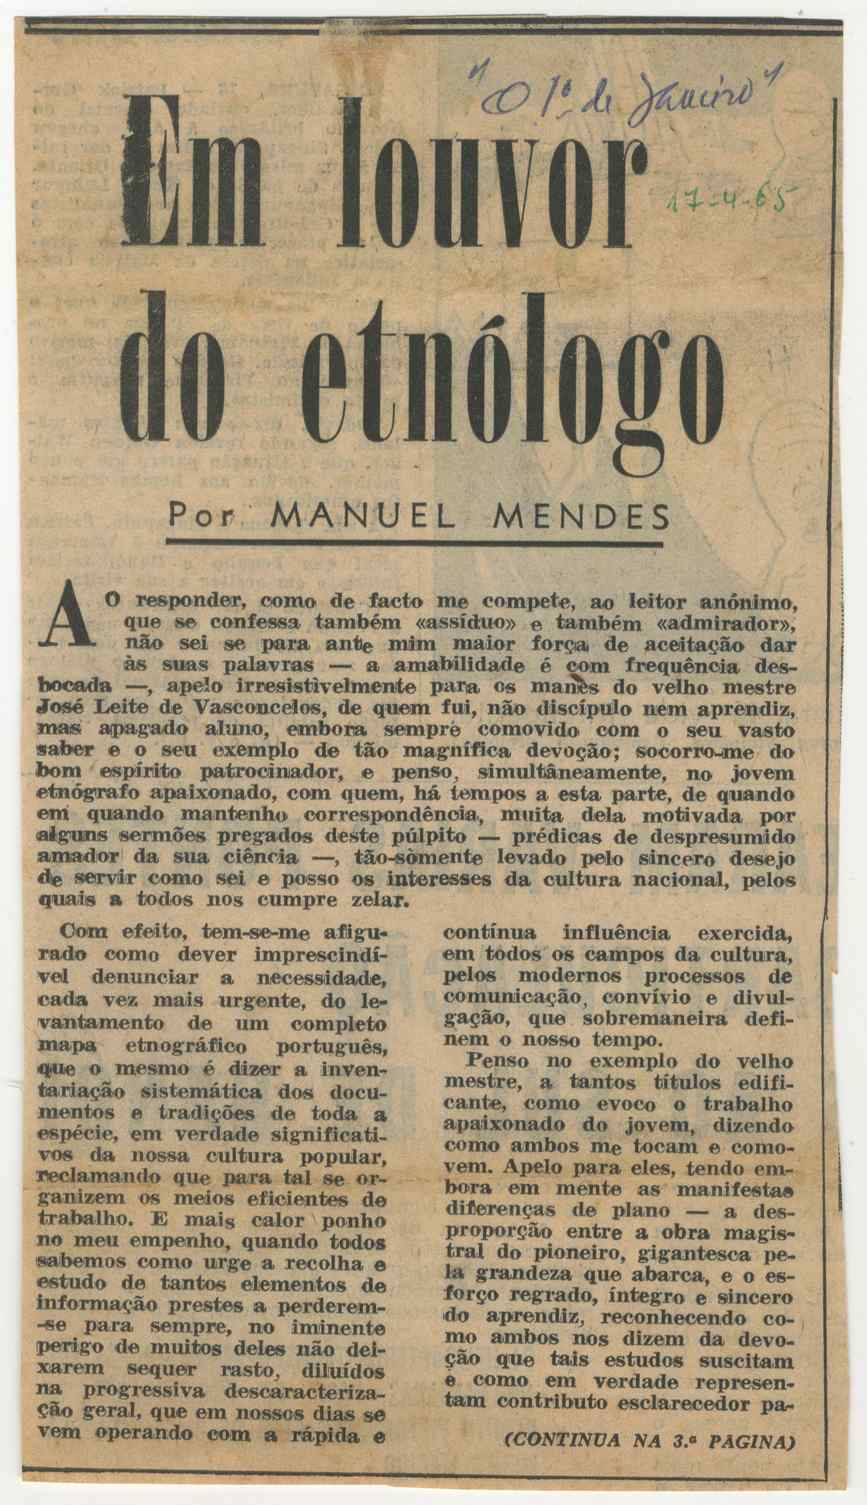 "O 1º de Janeiro"
17-4-65
Em louvor
do etnólogo
Por MANUEL MENDES
AO responder, como de facto me compete, ao leitor anónimo,
que se confessa também «assíduo» e também «admirador»,
não sei se para ante mim maior força de aceitação dar
às suas palavras — a amabilidade é com frequência des-
bocada —, apelo irresistivelmente para os manes do velho mestre
José Leite de Vasconcelos, de quem fui, não discípulo nem aprendiz,
mas apagado aluno, embora sempre comovido com o seu vasto
saber e o seu exemplo de tão magnífica devoção; socorro-me do
bom espírito patrocinador, e penso, simultâneamente, no jovem
etnógrafo apaixonado, com quem, há tempos a esta parte, de quando
em quando mantenho correspondência, muita dela motivada por
alguns sermões pregados deste púlpito — prédicas de despresumido
amador da sua ciência —, tão-sòmente levado pelo sincero desejo
de servir como sei e posso os interesses da cultura nacional, pelos
quais a todos nos cumpre zelar.
Com efeito, tem-se-me afigu-
rado como dever imprescindí-
vel denunciar a necessidade,
cada vez mais urgente, do le-
vantamento de um completo
mapa etnográfico português,
que o mesmo é dizer a inven-
tariação sistemática dos docu-
mentos e tradições de toda a
espécie, em verdade significati-
vos da nossa cultura popular,
reclamando que para tal se or-
ganizem os meios eficientes de
trabalho. E mais calor ponho
no meu empenho, quando todos
sabemos como urge a recolha e
estudo de tantos elementos de
informação prestes a perderem-
-se para sempre, no iminente
perigo de muitos deles não dei-
xarem sequer rasto, diluídos
na progressiva descaracteriza-
ção geral, que em nossos dias se
vem operando com a rápida e
contínua influência exercida,
em todos os campos da cultura,
pelos modernos processos de
comunicação, convívio e divul-
gação, que sobremaneira defi-
nem o nosso tempo.
Penso no exemplo do velho
mestre, a tantos títulos edifi-
cante, como evoco o trabalho
apaixonado do jovem, dizendo
como ambos me tocam e como-
vem. Apelo para eles, tendo em-
bora em mente as manifestas
diferenças de plano — a des-
proporção entre a obra magis-
tral do pioneiro, gigantesca pe-
la grandeza que abarca, e o es-
forço regrado, íntegro e sincero
do aprendiz, reconhecendo co-
mo ambos nos dizem da devo-
ção que tais estudos suscitam
e como em verdade represen-
tam contributo esclarecedor pa-
(CONTINUA NA 3.ª PÁGINA)